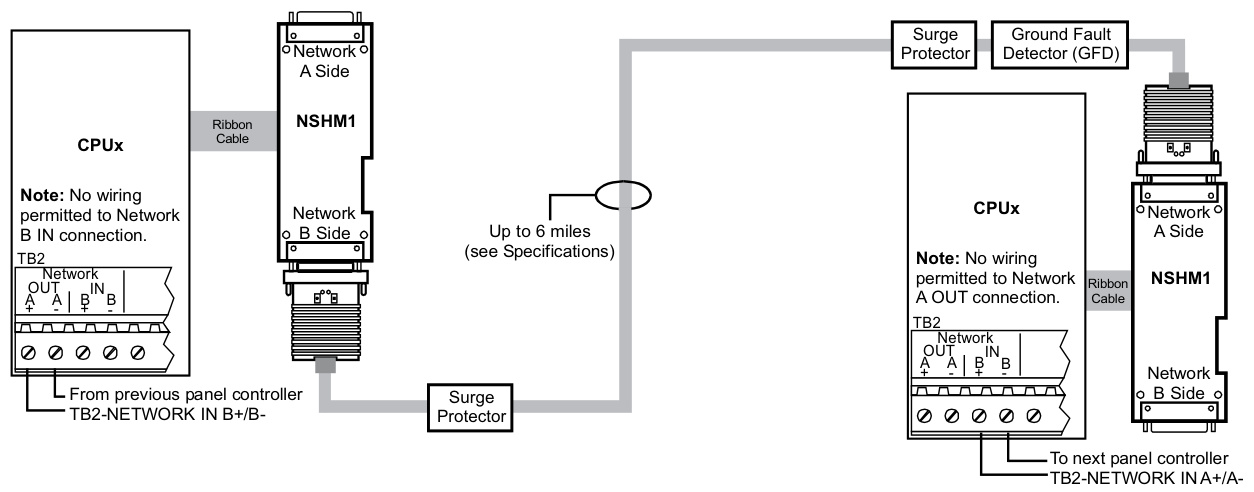 CPUx
Note: No wiring
permitted to Network
B IN connection.
TB2
Network
OUT IN
A A B B
+ - + -
From previous panel controller
TB2-NETWORK IN B+/B-
Ribbon
Cable
Network
A Side
NSHM1
Network
B Side
Surge
Protector
Up to 6 miles
(see Specifications)
Surge
Protector
Ground Fault
Detector (GFD)
CPUx
Note: No wiring
permitted to Network
A OUT connection.
TB2
Network
OUT IN
A A B B
+ - + -
To next panel controller
TB2-NETWORK IN A+/A-
Ribbon
Cable
Network
A Side
NSHM1
Network
B Side